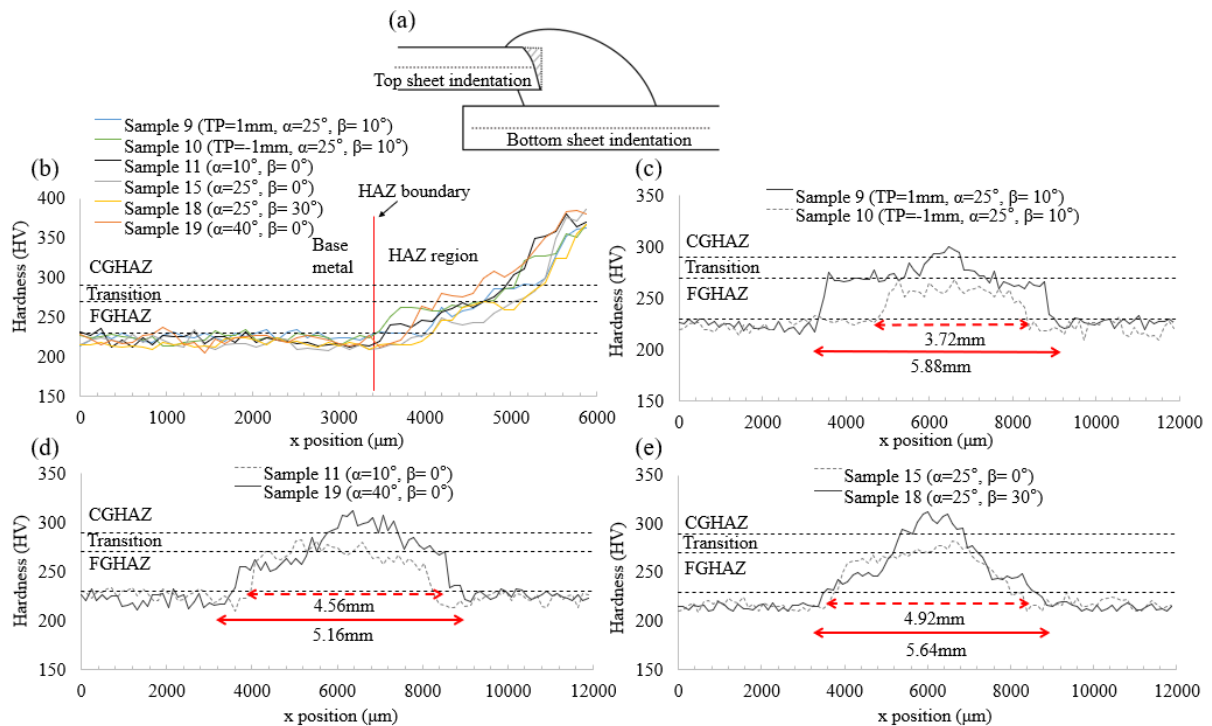 (a)
Top sheet indentation
Bottom sheet indentation
Sample 9 (TP=1mm, α=25°, β= 10°)
Sample 10 (TP=-1mm, α=25°, β= 10°)
Sample 11 (α=10°, β= 0°)
Sample 15 (α=25°, β= 0°)
Sample 18 (α=25°, β= 30°)
Sample 19 (α=40°, β= 0°)
(b)
HAZ boundary
Base
metal
HAZ region
CGHAZ
Transition
FGHAZ
Hardness (HV)
400
350
300
250
200
150
0 1000 2000 3000 4000 5000 6000
x position (μm)
(c)
Sample 9 (TP=1mm, α=25°, β= 10°)
Sample 10 (TP=-1mm, α=25°, β= 10°)
CGHAZ
Transition
FGHAZ
Hardness (HV)
350
300
250
200
150
3.72mm
5.88mm
0 2000 4000 6000 8000 10000 12000
x position (μm)
(d)
Sample 11 (α=10°, β= 0°)
Sample 19 (α=40°, β= 0°)
CGHAZ
Transition
FGHAZ
Hardness (HV)
350
300
250
200
150
4.56mm
5.16mm
0 2000 4000 6000 8000 10000 12000
x position (μm)
(e)
Sample 15 (α=25°, β= 0°)
Sample 18 (α=25°, β= 30°)
CGHAZ
Transition
FGHAZ
Hardness (HV)
350
300
250
200
150
4.92mm
5.64mm
0 2000 4000 6000 8000 10000 12000
x position (μm)